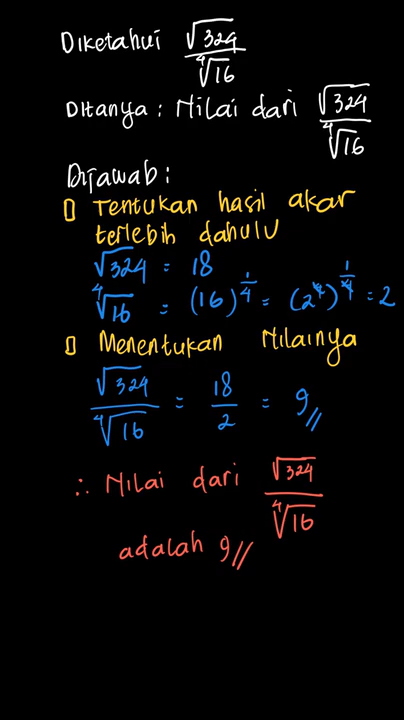 Diketahui √324 / ⁴√16
Ditanya : Nilai dari √324 / ⁴√16
Dijawab :
▯ Tentukan hasil akar
terlebih dahulu
√324 = 18
⁴√16 = (16)^(1/4) = (2⁴)^(1/4) = 2
▯ Menentukan Nilainya
√324 / ⁴√16 = 18/2 = 9//
∴ Nilai dari √324 / ⁴√16
adalah 9//